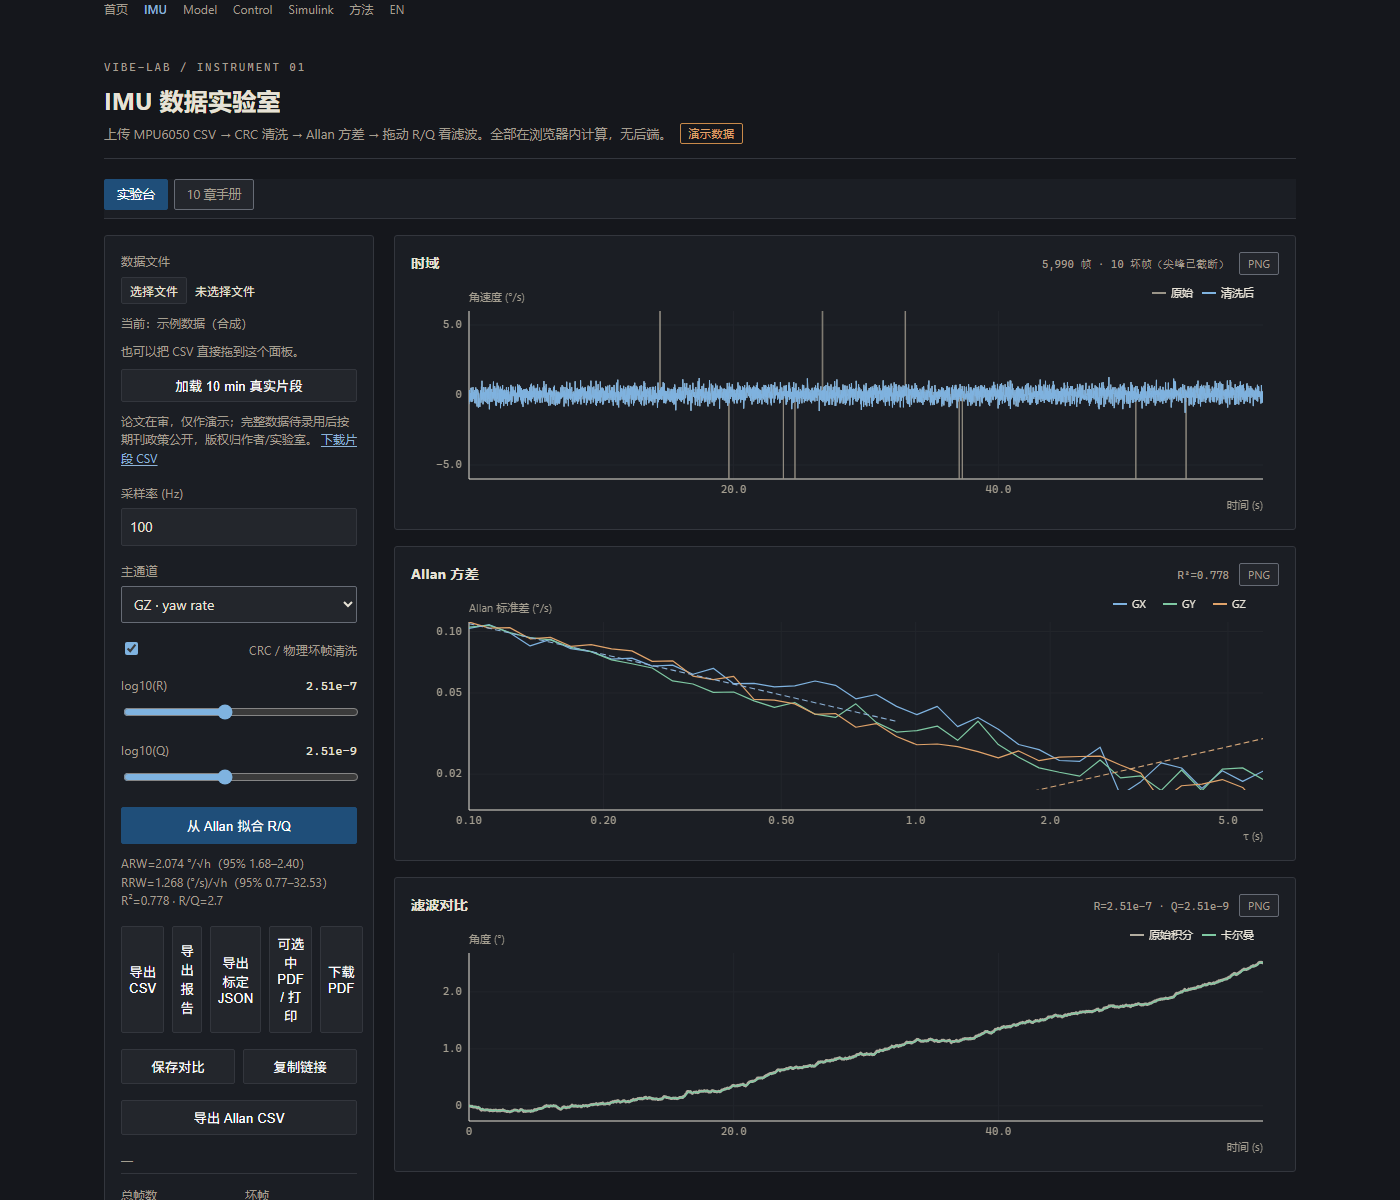 首页 IMU Model Control Simulink 方法 EN
VIBE-LAB / INSTRUMENT 01
IMU 数据实验室
上传 MPU6050 CSV → CRC 清洗 → Allan 方差 → 拖动 R/Q 看滤波。全部在浏览器内计算，无后端。 演示数据
实验台 10 章手册
数据文件
选择文件 未选择文件
当前：示例数据（合成）
也可以把 CSV 直接拖到这个面板。
加载 10 min 真实片段
论文在审，仅作演示；完整数据待录用后按
期刊政策公开，版权归作者/实验室。 下载片
段 CSV
采样率 (Hz)
100
主通道
GZ · yaw rate
CRC / 物理坏帧清洗
log10(R) 2.51e-7
log10(Q) 2.51e-9
从 Allan 拟合 R/Q
ARW=2.074 °/√h（95% 1.68–2.40）
RRW=1.268 (°/s)/√h（95% 0.77–32.53）
R²=0.778 · R/Q=2.7
导出
CSV
导
出
报
告
导出
标定
JSON
可选
中
PDF
/ 打
印
下载
PDF
保存对比 复制链接
导出 Allan CSV
—
总帧数 坏帧
时域 5,990 帧 · 10 坏帧（尖峰已截断） PNG
角速度 (°/s) 原始 清洗后
5.0
0
−5.0
20.0 40.0
时间 (s)
Allan 方差 R²=0.778 PNG
Allan 标准差 (°/s) GX GY GZ
0.10
0.05
0.02
0.10 0.20 0.50 1.0 2.0 5.0
τ (s)
滤波对比 R=2.51e-7 · Q=2.51e-9 PNG
角度 (°) 原始积分 卡尔曼
2.0
1.0
0
0 20.0 40.0
时间 (s)